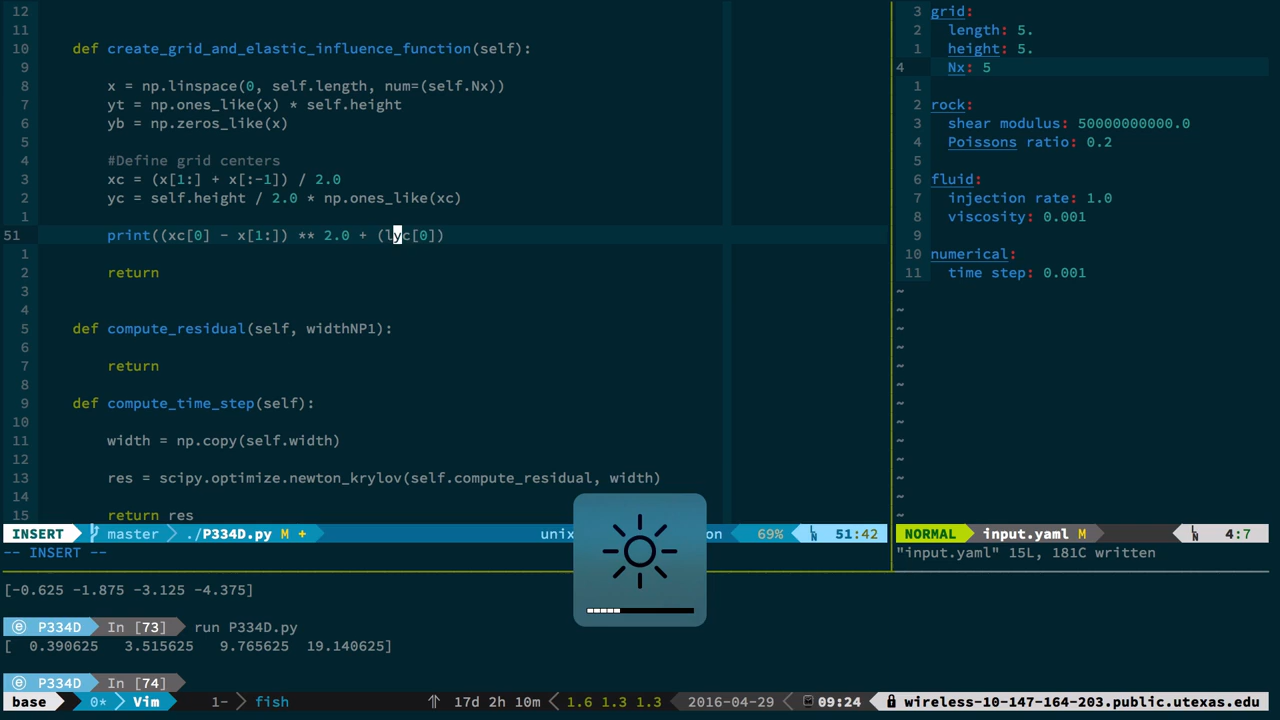 12
11
10 def create_grid_and_elastic_influence_function(self):
9
8 x = np.linspace(0, self.length, num=(self.Nx))
7 yt = np.ones_like(x) * self.height
6 yb = np.zeros_like(x)
5
4 #Define grid centers
3 xc = (x[1:] + x[:-1]) / 2.0
2 yc = self.height / 2.0 * np.ones_like(xc)
1
51 print((xc[0] - x[1:]) ** 2.0 + (lyc[0])
1
2 return
3
4
5 def compute_residual(self, widthNP1):
6
7 return
8
9 def compute_time_step(self):
10
11 width = np.copy(self.width)
12
13 res = scipy.optimize.newton_krylov(self.compute_residual, width)
14
15 return res
INSERT master ./P334D.py M + unix on 69% 51:42
-- INSERT --
3 grid:
2 length: 5.
1 height: 5.
4 Nx: 5
1
2 rock:
3 shear modulus: 50000000000.0
4 Poissons ratio: 0.2
5
6 fluid:
7 injection rate: 1.0
8 viscosity: 0.001
9
10 numerical:
11 time step: 0.001
~
~
~
~
~
~
~
~
~
~
~
~
~
NORMAL input.yaml M 4:7
"input.yaml" 15L, 181C written
[-0.625 -1.875 -3.125 -4.375]
ⓔ P334D In [73] run P334D.py
[ 0.390625 3.515625 9.765625 19.140625]
ⓔ P334D In [74]
base 0* Vim 1- fish 17d 2h 10m 1.6 1.3 1.3 2016-04-29 09:24 wireless-10-147-164-203.public.utexas.edu